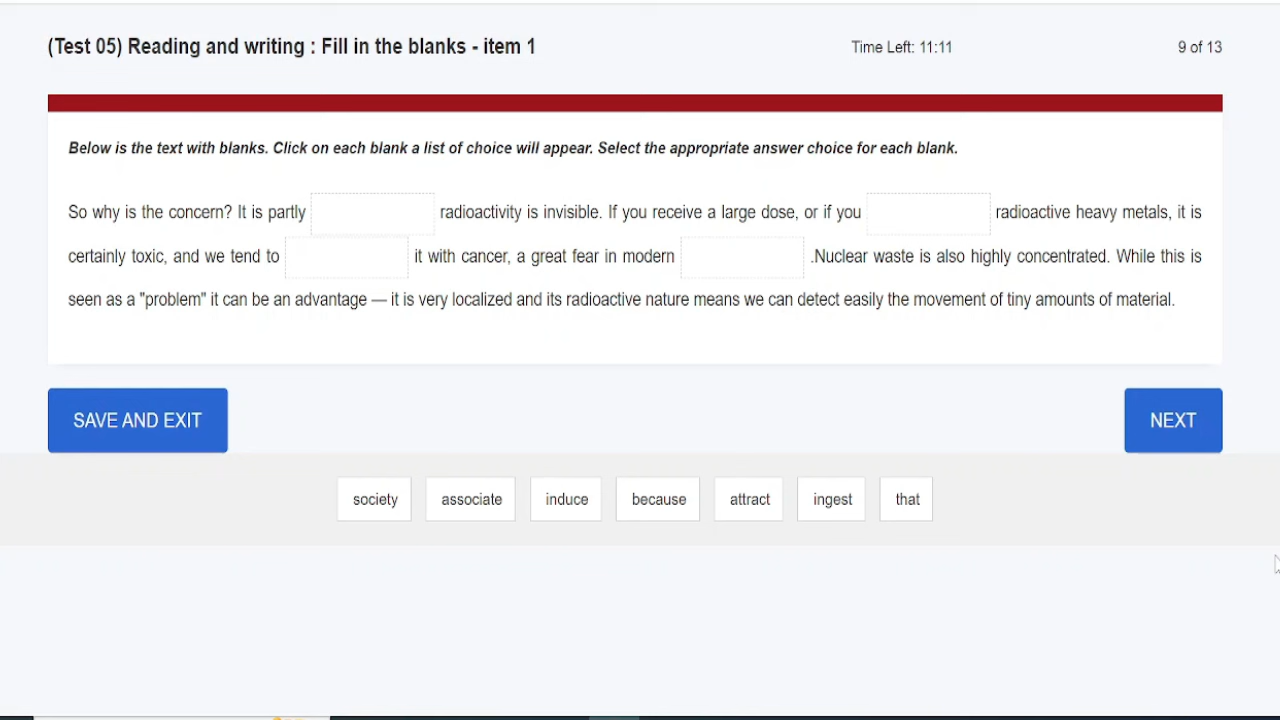 (Test 05) Reading and writing : Fill in the blanks - item 1 Time Left: 11:11 9 of 13
Below is the text with blanks. Click on each blank a list of choice will appear. Select the appropriate answer choice for each blank.
So why is the concern? It is partly radioactivity is invisible. If you receive a large dose, or if you radioactive heavy metals, it is
certainly toxic, and we tend to it with cancer, a great fear in modern .Nuclear waste is also highly concentrated. While this is
seen as a "problem" it can be an advantage — it is very localized and its radioactive nature means we can detect easily the movement of tiny amounts of material.
SAVE AND EXIT NEXT
society associate induce because attract ingest that